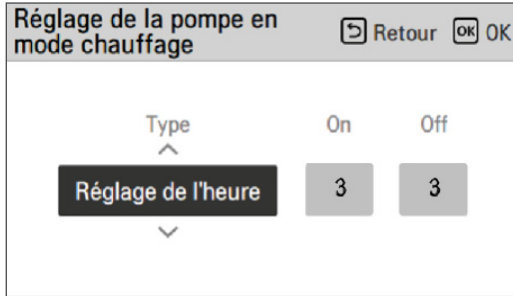 Réglage de la pompe en
mode chauffage
Retour OK OK
Type On Off
Réglage de l'heure 3 3